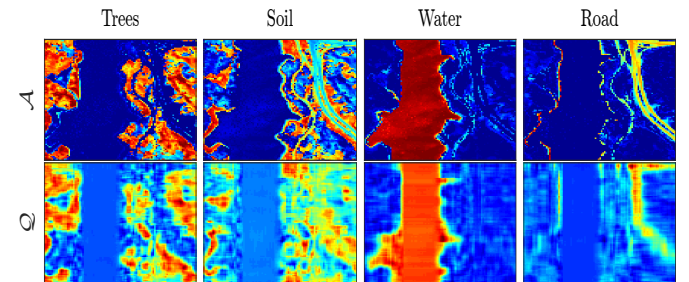 Trees Soil Water Road
𝒜
𝒬